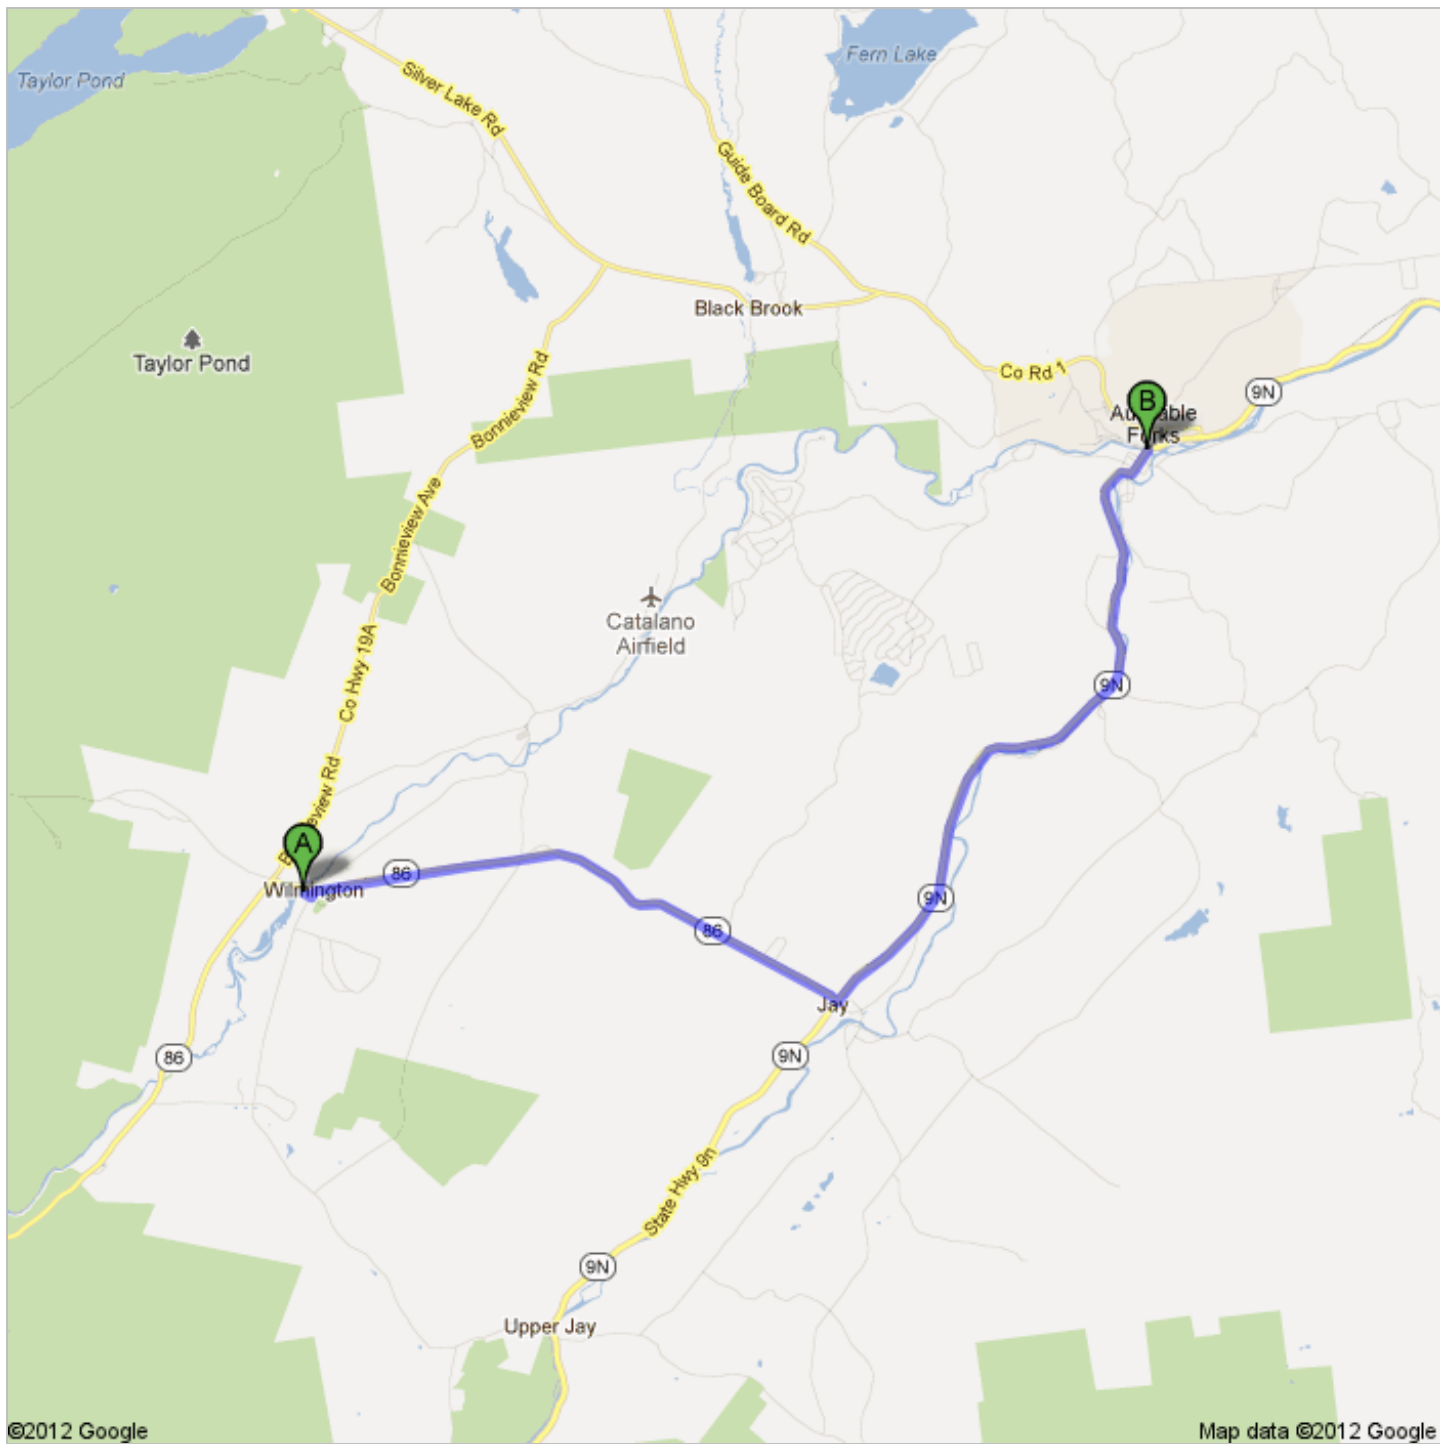 Taylor Pond
Fern Lake
Silver Lake Rd
Guide Board Rd
Black Brook
Taylor Pond
Co Rd 1
9N
B
Forks
Bonnieview Rd
Bonnieview Ave
Catalano
Airfield
Co Hwy 19A
9N
A
86
Wilmington
9N
86
Jay
9N
86
State Hwy 9n
9N
Upper Jay
©2012 Google
Map data ©2012 Google